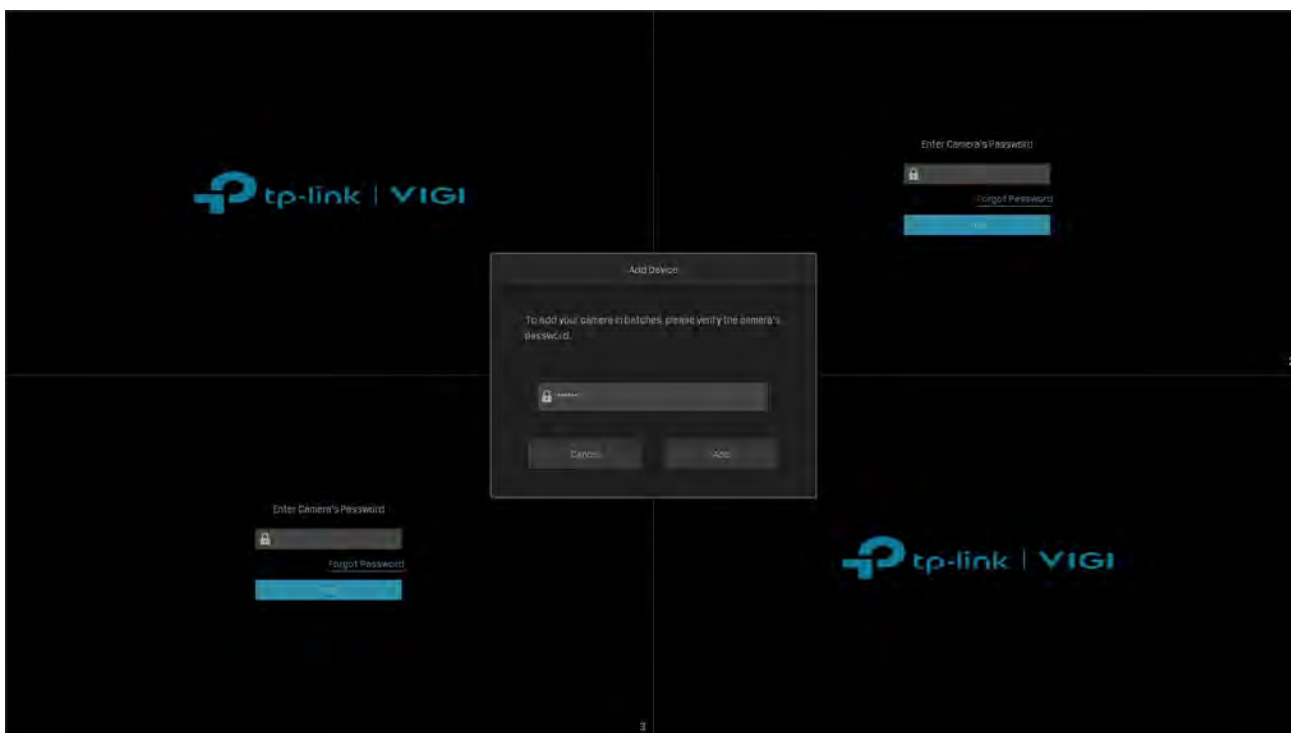 tp-link | VIGI
Enter Camera's Password
Forgot Password
Add Device
To add your camera in batches, please verify the camera's
password.
Cancel
Add
Enter Camera's Password
Forgot Password
tp-link | VIGI
3